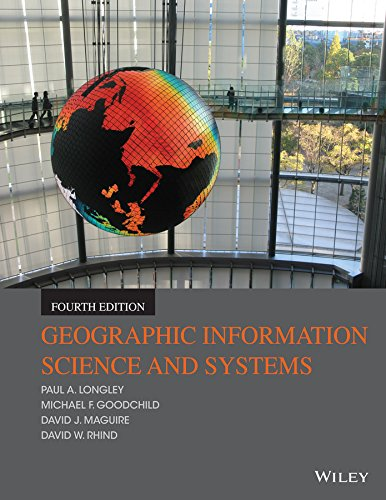 FOURTH EDITION
GEOGRAPHIC INFORMATION
SCIENCE AND SYSTEMS
PAUL A. LONGLEY
MICHAEL F. GOODCHILD
DAVID J. MAGUIRE
DAVID W. RHIND
WILEY